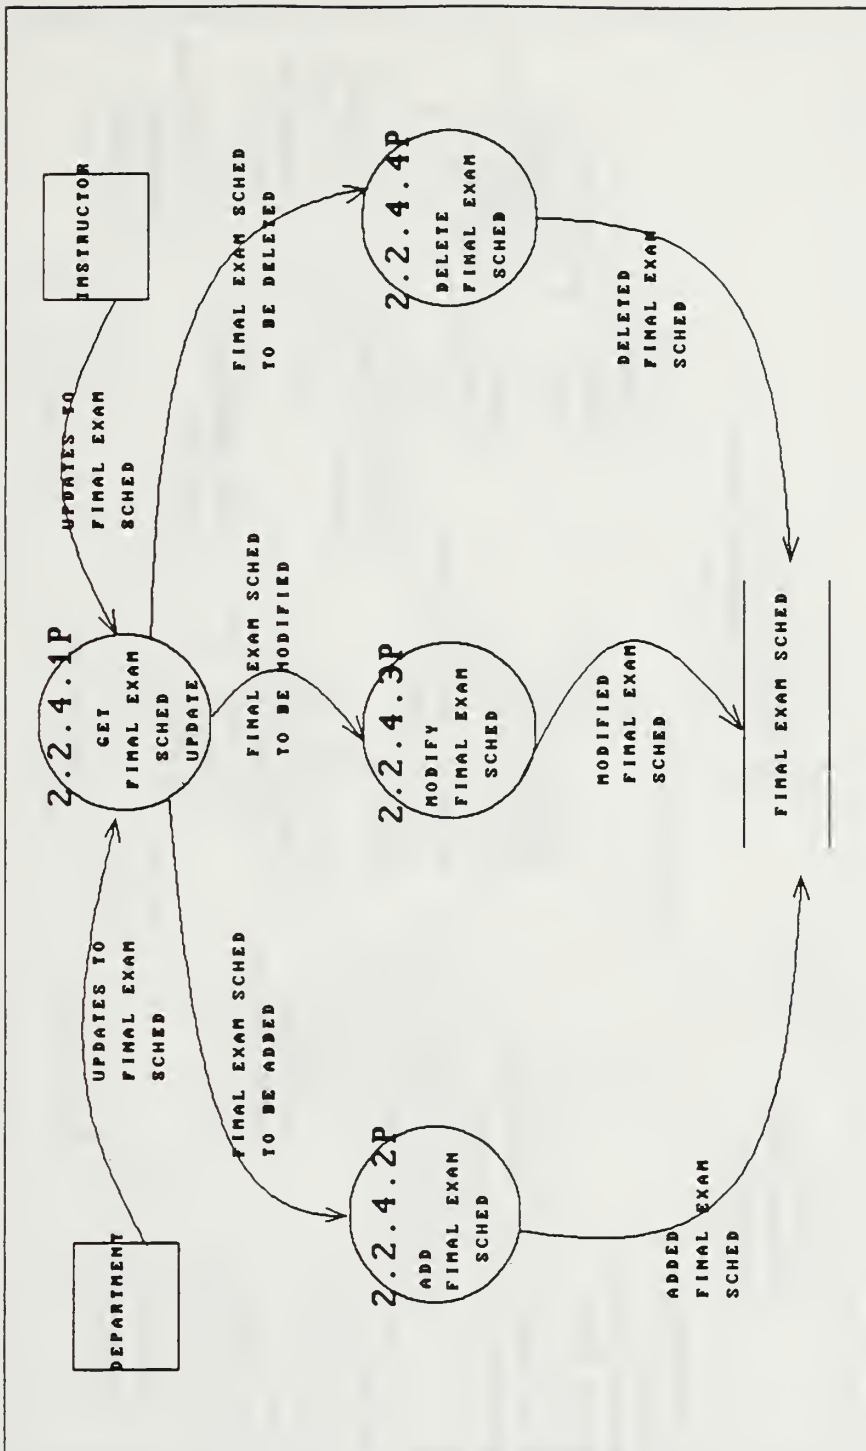 DEPARTMENT
UPDATES TO
FINAL EXAM
SCHED
2.2.4.1P
GET
FINAL EXAM
SCHED
UPDATE
UPDATES TO
FINAL EXAM
SCHED
INSTRUCTOR
FINAL EXAM SCHED
TO BE ADDED
FINAL EXAM SCHED
TO BE MODIFIED
FINAL EXAM SCHED
TO BE DELETED
2.2.4.2P
ADD
FINAL EXAM
SCHED
2.2.4.3P
MODIFY
FINAL EXAM
SCHED
2.2.4.4P
DELETE
FINAL EXAM
SCHED
ADDED
FINAL EXAM
SCHED
MODIFIED
FINAL EXAM
SCHED
DELETED
FINAL EXAM
SCHED
FINAL EXAM SCHED